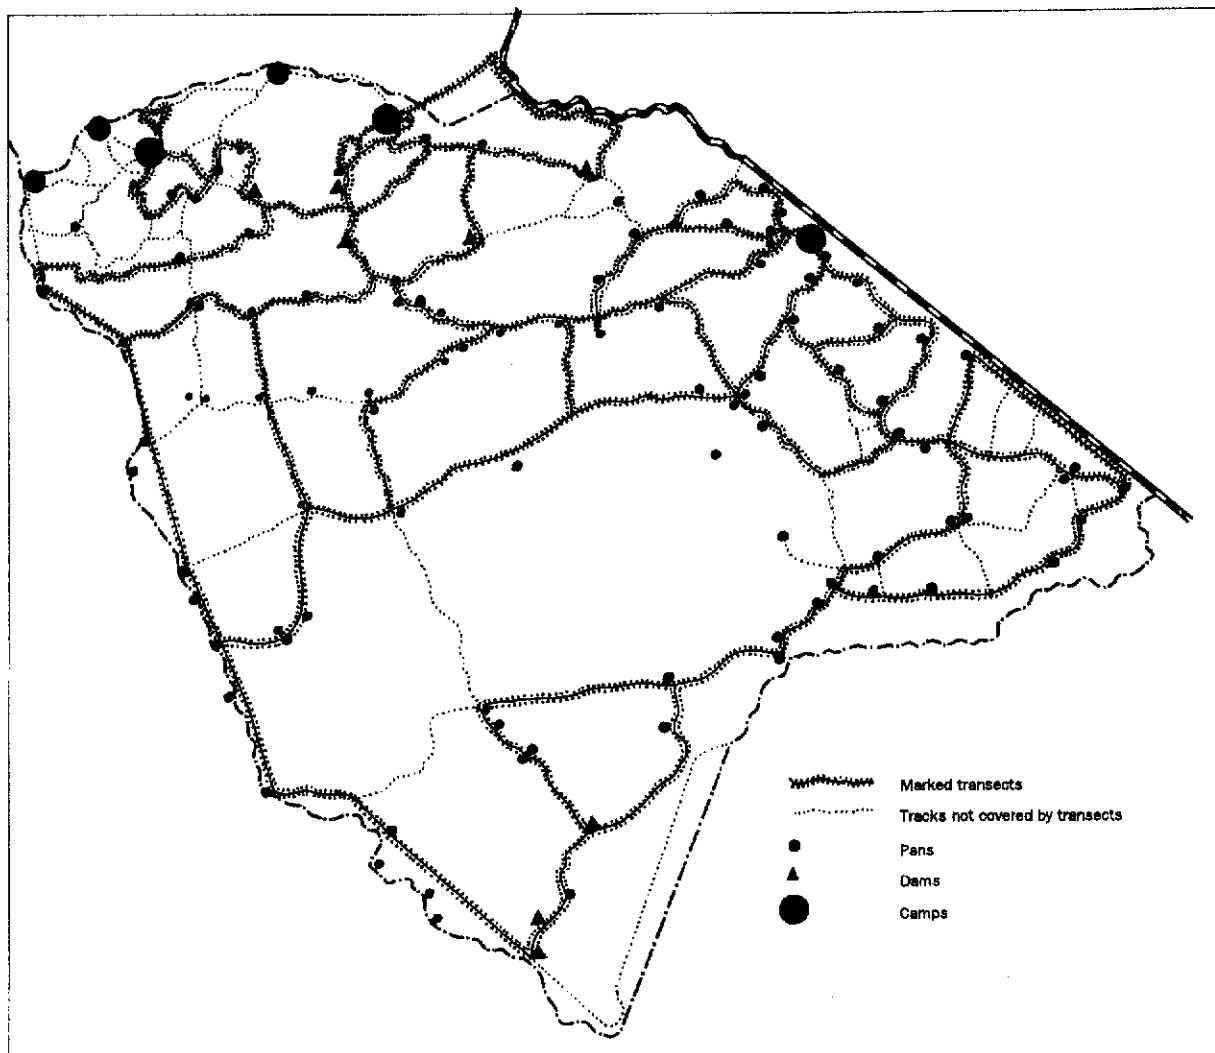 Marked transects
Tracks not covered by transects
Pans
Dams
Camps